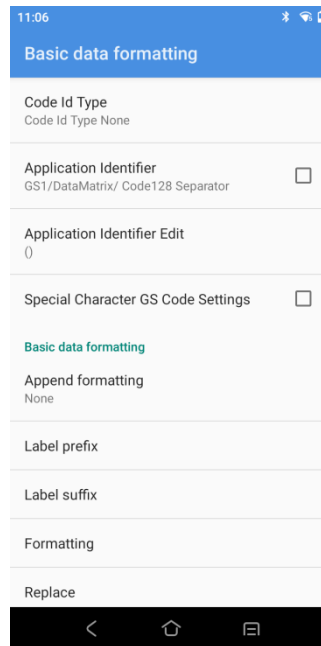 11:06
Basic data formatting
Code Id Type
Code Id Type None
Application Identifier
GS1/DataMatrix/ Code128 Separator
Application Identifier Edit
()
Special Character GS Code Settings
Basic data formatting
Append formatting
None
Label prefix
Label suffix
Formatting
Replace